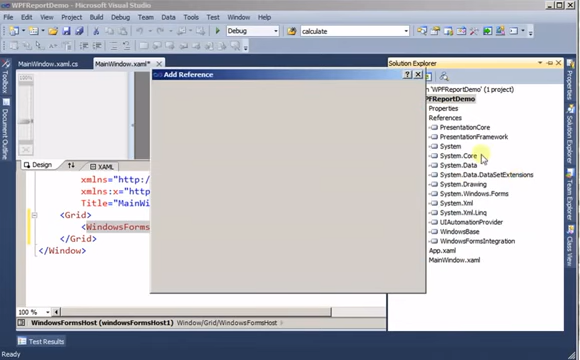 WPFReportDemo - Microsoft Visual Studio
File Edit View Project Build Debug Team Data Tools Test Window Help
Debug
calculate
MainWindow.xaml.cs
MainWindow.xaml*
Toolbox
Document Outline
Add Reference
Design
XAML
xmlns="http:/
xmlns:x="http
Title="MainWi
<Grid>
<WindowsForms
</Grid>
</Window>
100 %
WindowsFormsHost (windowsFormsHost1) Window/Grid/WindowsFormsHost
Test Results
Ready
Solution Explorer
'WPFReportDemo' (1 project)
PFReportDemo
Properties
References
PresentationCore
PresentationFramework
System
System.Core
System.Data
System.Data.DataSetExtensions
System.Drawing
System.Windows.Forms
System.Xml
System.Xml.Linq
UIAutomationProvider
WindowsBase
WindowsFormsIntegration
App.xaml
MainWindow.xaml
Properties
Solution Explorer
Team Explorer
Class View